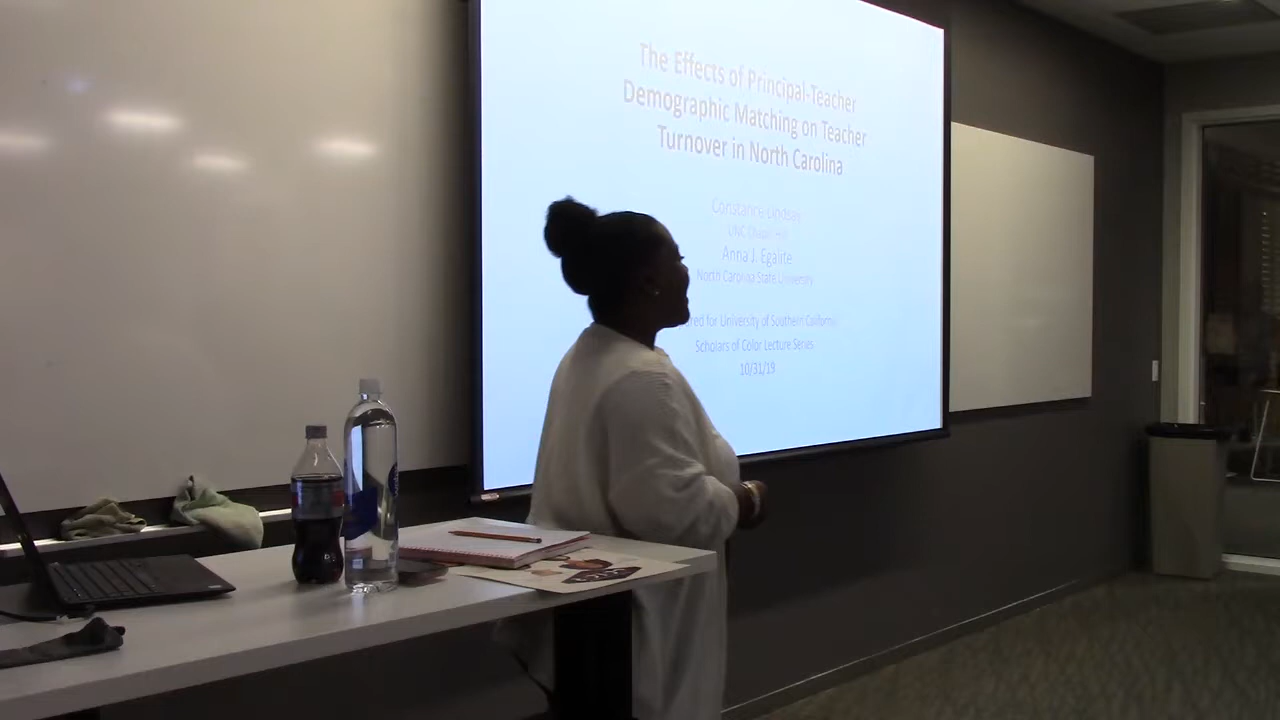 The Effects of Principal-Teacher
Demographic Matching on Teacher
Turnover in North Carolina
Constance Lindsay
UNC Chapel Hill
Anna J. Egalite
North Carolina State University
for University of Southern California
Scholars of Color Lecture Series
10/31/19